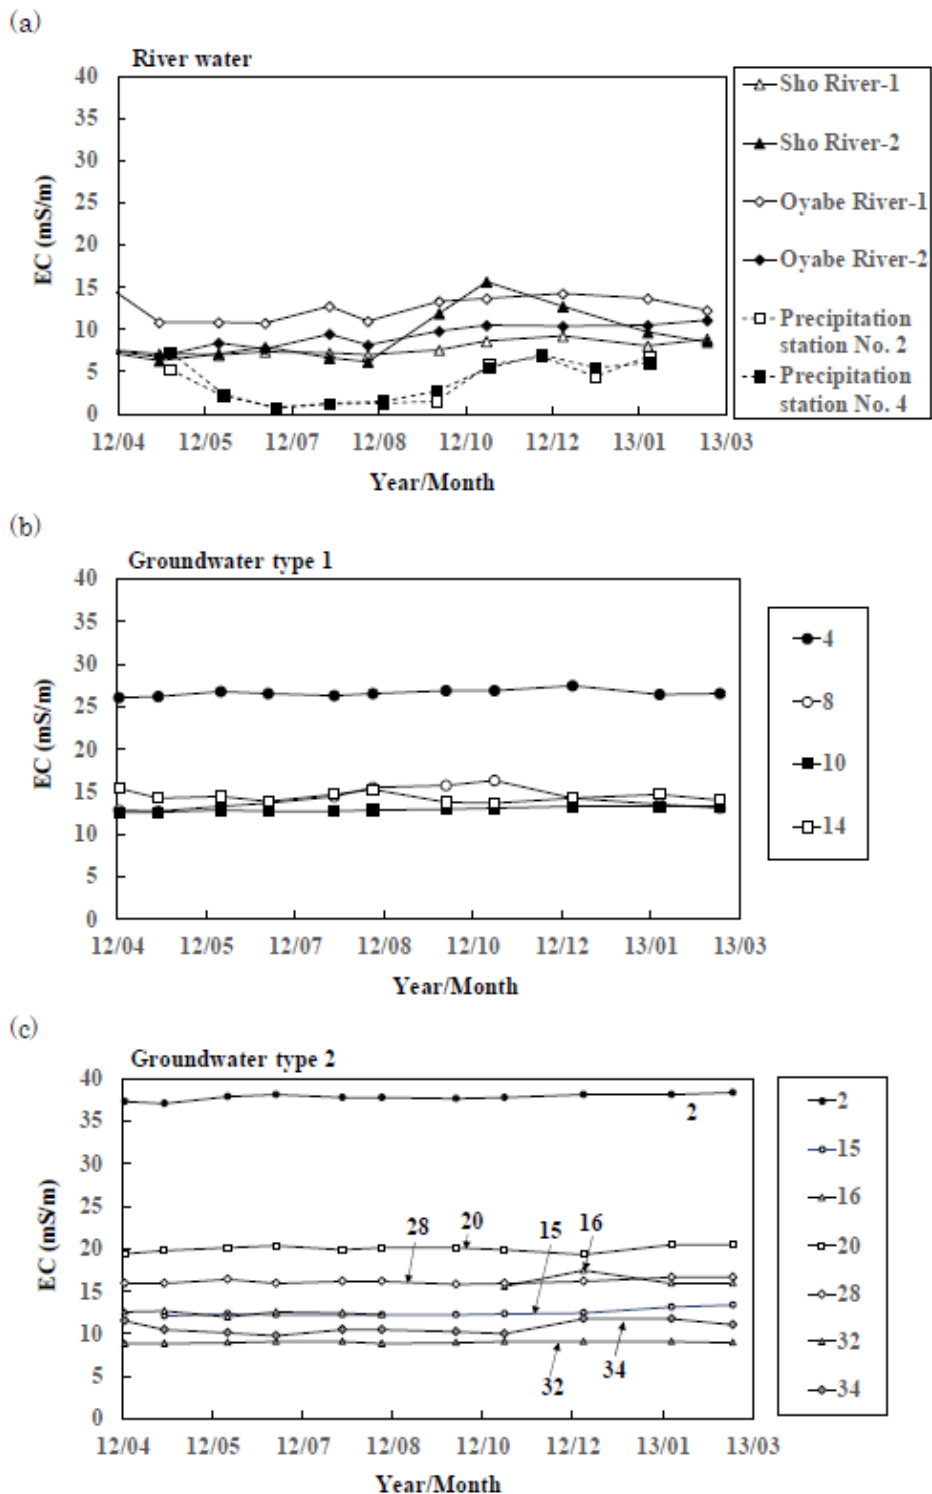 (a)
River water
40
35
30
25
20
15
10
5
0
EC (mS/m)
12/04 12/05 12/07 12/08 12/10 12/12 13/01 13/03
Year/Month
Sho River-1
Sho River-2
Oyabe River-1
Oyabe River-2
Precipitation
station No. 2
Precipitation
station No. 4
(b)
Groundwater type 1
40
35
30
25
20
15
10
5
0
EC (mS/m)
12/04 12/05 12/07 12/08 12/10 12/12 13/01 13/03
Year/Month
4
8
10
14
(c)
Groundwater type 2
40
35
30
25
20
15
10
5
0
EC (mS/m)
2
28 20 15 16
32 34
12/04 12/05 12/07 12/08 12/10 12/12 13/01 13/03
Year/Month
2
15
16
20
28
32
34